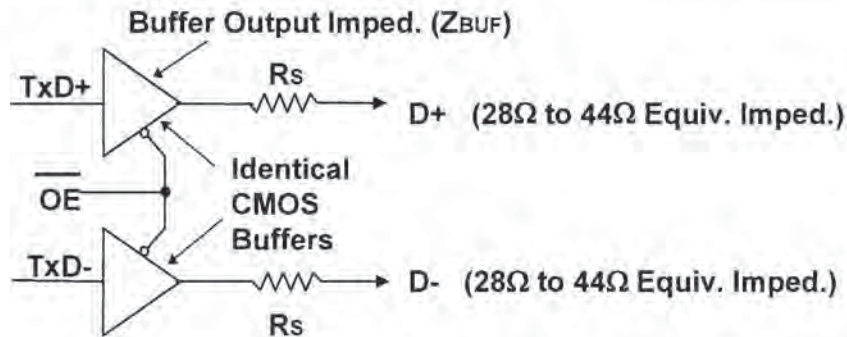 Buffer Output Imped. (ZBUF)
TxD+
Rs
D+ (28Ω to 44Ω Equiv. Imped.)
Identical
CMOS
Buffers
OE
TxD-
D- (28Ω to 44Ω Equiv. Imped.)
Rs